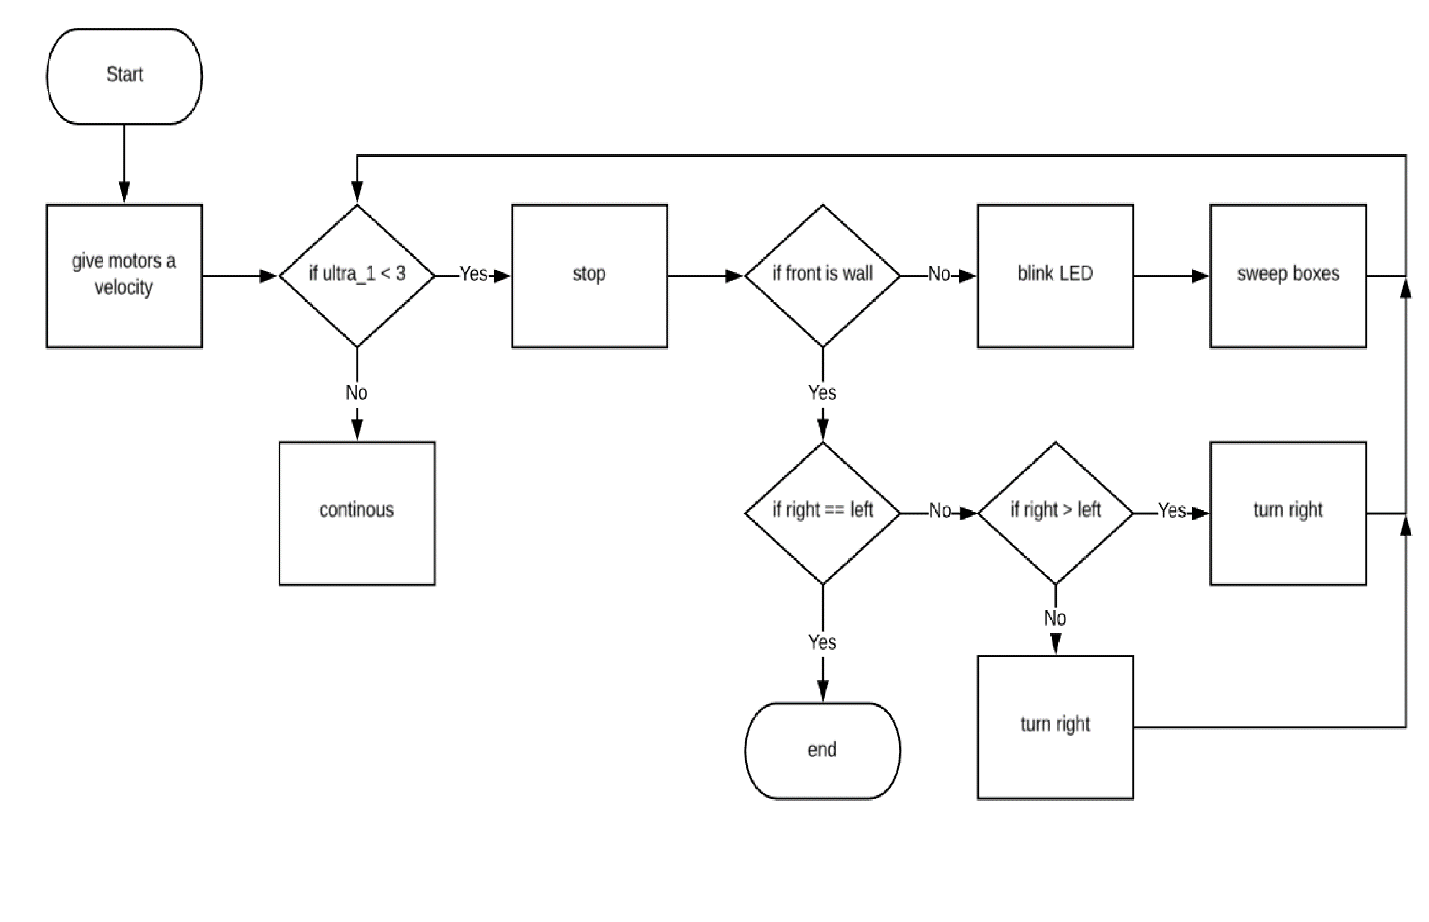 Start
give motors a
velocity
if ultra_1 < 3
Yes
stop
if front is wall
No
blink LED
sweep boxes
No
Yes
continous
if right == left
No
if right > left
Yes
turn right
No
Yes
turn right
end